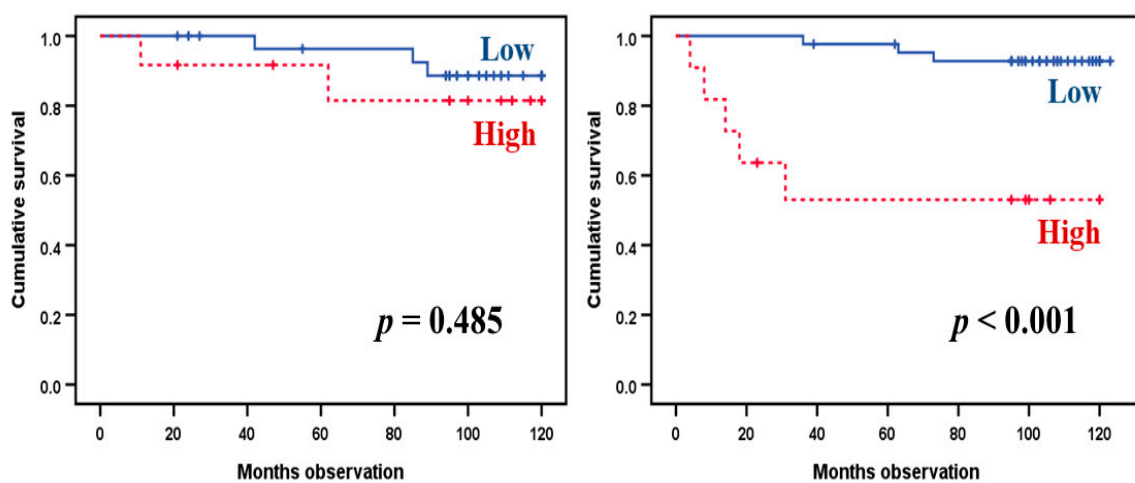 Cumulative survival
1.0
0.8
0.6
0.4
0.2
0.0
Low
High
p = 0.485
0 20 40 60 80 100 120
Months observation
Cumulative survival
1.0
0.8
0.6
0.4
0.2
0.0
Low
High
p < 0.001
0 20 40 60 80 100 120
Months observation